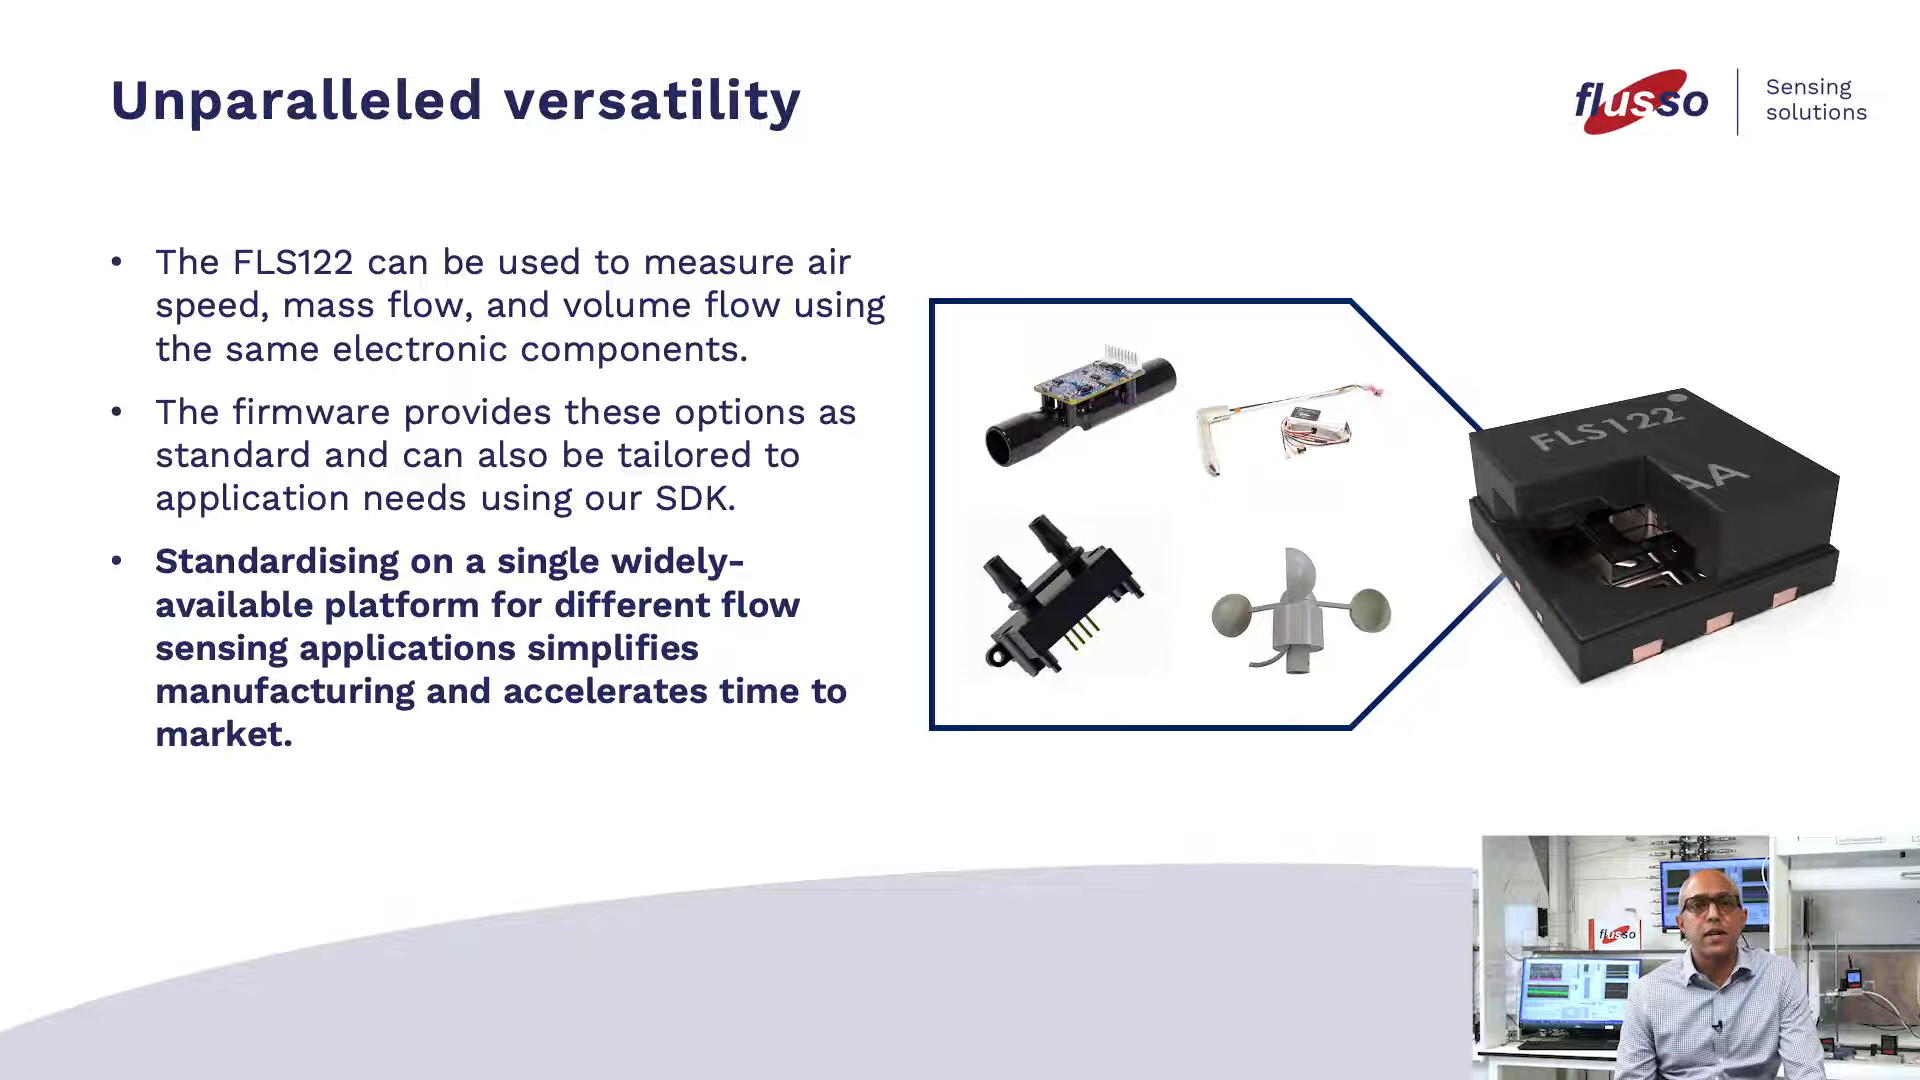 Unparalleled versatility
flusso
Sensing
solutions
• The FLS122 can be used to measure air
speed, mass flow, and volume flow using
the same electronic components.
• The firmware provides these options as
standard and can also be tailored to
application needs using our SDK.
• Standardising on a single widely-
available platform for different flow
sensing applications simplifies
manufacturing and accelerates time to
market.
FLS122
AA
flusso